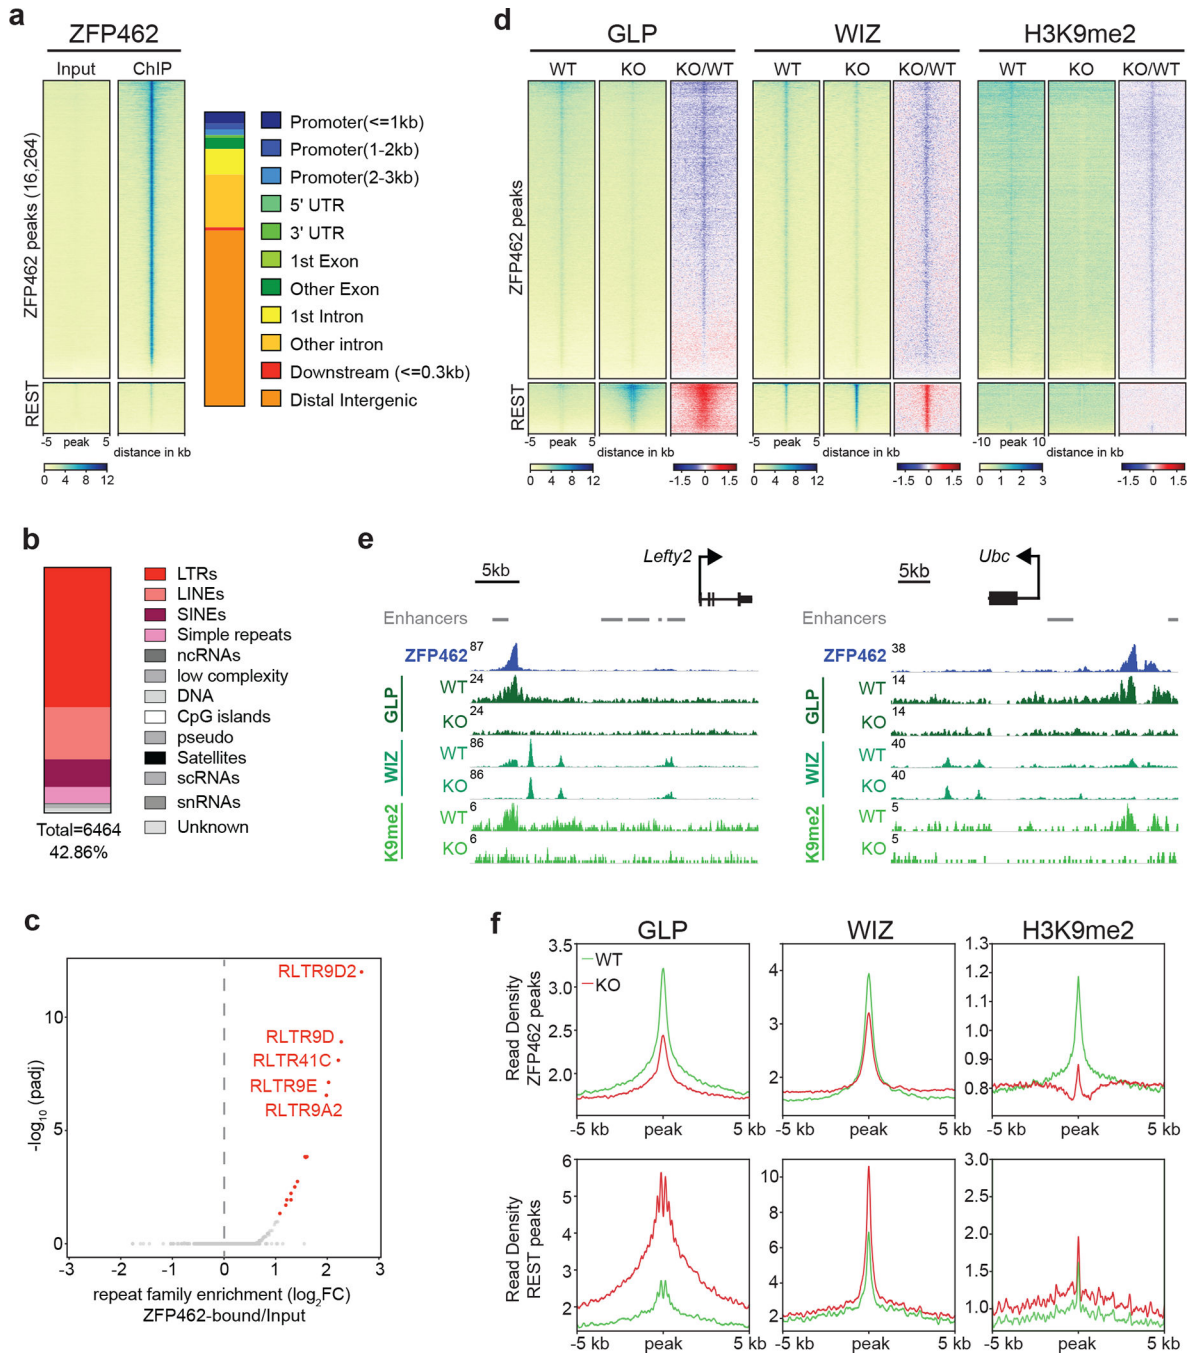 a
ZFP462
Input ChIP
ZFP462 peaks (16,264)
REST
-5 peak 5
distance in kb
0 4 8 12
Promoter(<=1kb)
Promoter(1-2kb)
Promoter(2-3kb)
5' UTR
3' UTR
1st Exon
Other Exon
1st Intron
Other intron
Downstream (<=0.3kb)
Distal Intergenic
d
GLP WIZ H3K9me2
WT KO KO/WT WT KO KO/WT WT KO KO/WT
ZFP462 peaks
REST
-5 peak 5 -5 peak 5 -10 peak 10
distance in kb distance in kb distance in kb
0 4 8 12 -1.5 0 1.5 0 4 8 12 -1.5 0 1.5 0 1 2 3 -1.5 0 1.5
b
LTRs
LINEs
SINEs
Simple repeats
ncRNAs
low complexity
DNA
CpG islands
pseudo
Satellites
scRNAs
snRNAs
Unknown
Total=6464
42.86%
e
Lefty2
5kb
Enhancers
ZFP462 87
GLP
WT 24
KO 24
WIZ
WT 86
KO 86
K9me2
WT 6
KO 6
Ubc
5kb
ZFP462 38
GLP
WT 14
KO 14
WIZ
WT 40
KO 40
K9me2
WT 5
KO 5
c
RLTR9D2
RLTR9D
RLTR41C
RLTR9E
RLTR9A2
-log10 (padj)
10
5
0
-3 -2 0 1 2 3
repeat family enrichment (log2FC)
ZFP462-bound/Input
f
GLP WIZ H3K9me2
WT
KO
Read Density
ZFP462 peaks
3.5
3.0
2.5
2.0
-5 kb peak 5 kb
4
3
2
-5 kb peak 5 kb
1.3
1.2
1.1
1.0
0.9
0.8
-5 kb peak 5 kb
Read Density
REST peaks
6
5
4
3
2
-5 kb peak 5 kb
10
8
6
4
2
-5 kb peak 5 kb
3.0
2.5
2.0
1.5
1.0
-5 kb peak 5 kb